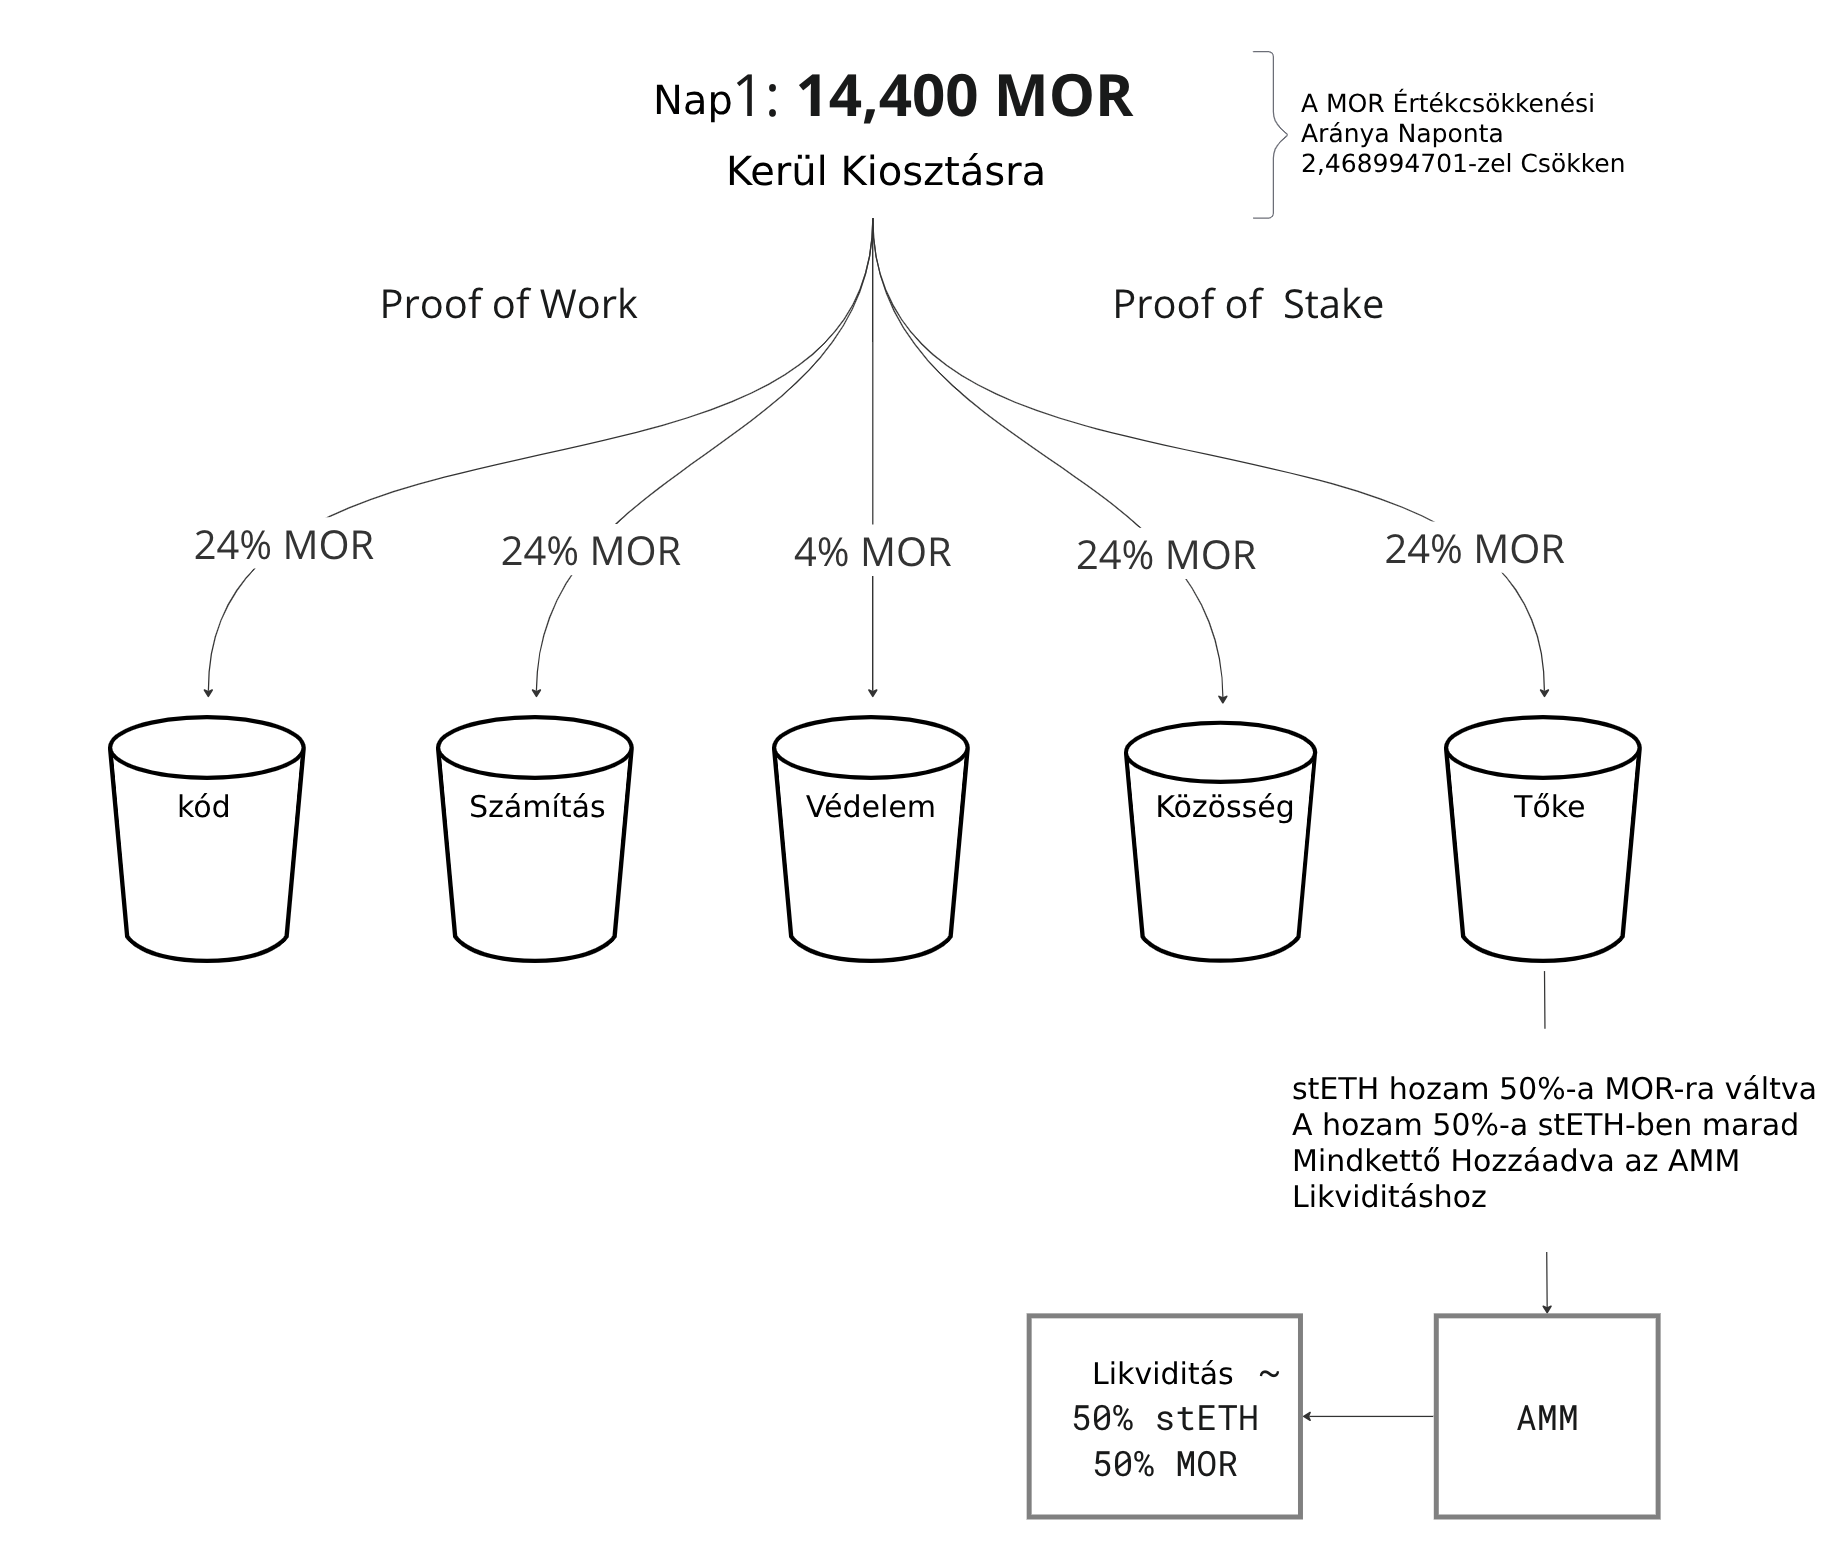 Nap1: 14,400 MOR
Kerül Kiosztásra
A MOR Értékcsökkenési
Aránya Naponta
2,468994701-zel Csökken
Proof of Work
Proof of Stake
24% MOR
24% MOR
4% MOR
24% MOR
24% MOR
kód
Számítás
Védelem
Közösség
Tőke
stETH hozam 50%-a MOR-ra váltva
A hozam 50%-a stETH-ben marad
Mindkettő Hozzáadva az AMM
Likviditáshoz
Likviditás ~
50% stETH
50% MOR
AMM